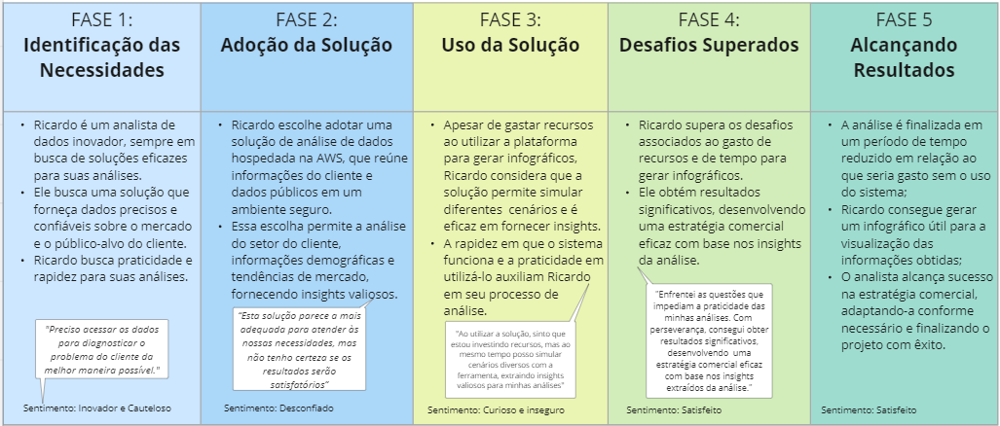 FASE 1:
Identificação das
Necessidades
• Ricardo é um analista de
dados inovador, sempre em
busca de soluções eficazes
para suas análises.
• Ele busca uma solução que
forneça dados precisos e
confiáveis sobre o mercado
e o público-alvo do cliente.
• Ricardo busca praticidade e
rapidez para suas análises.
"Preciso acessar os dados
para diagnosticar o
problema do cliente da
melhor maneira possível."
Sentimento: Inovador e Cauteloso
FASE 2:
Adoção da Solução
• Ricardo escolhe adotar uma
solução de análise de dados
hospedada na AWS, que reúne
informações do cliente e
dados públicos em um
ambiente seguro.
• Essa escolha permite a análise
do setor do cliente,
informações demográficas e
tendências de mercado,
fornecendo insights valiosos.
"Esta solução parece a mais
adequada para atender às
nossas necessidades, mas
não tenho certeza se os
resultados serão
satisfatórios"
Sentimento: Desconfiado
FASE 3:
Uso da Solução
• Apesar de gastar recursos
ao utilizar a plataforma
para gerar infográficos,
Ricardo considera que a
solução permite simular
diferentes cenários e é
eficaz em fornecer insights.
• A rapidez em que o sistema
funciona e a praticidade em
utilizá-lo auxiliam Ricardo
em seu processo de
análise.
"Ao utilizar a solução, sinto que
estou investindo recursos, mas ao
mesmo tempo posso simular
cenários diversos com a
ferramenta, extraindo insights
valiosos para minhas análises"
Sentimento: Curioso e inseguro
FASE 4:
Desafios Superados
• Ricardo supera os desafios
associados ao gasto de
recursos e de tempo para
gerar infográficos.
• Ele obtém resultados
significativos, desenvolvendo
uma estratégia comercial
eficaz com base nos insights
da análise.
"Enfrentei as questões que
impediam a praticidade das
minhas análises. Com
perseverança, consegui obter
resultados significativos,
desenvolvendo uma
estratégia comercial eficaz
com base nos insights
extraídos da análise."
Sentimento: Satisfeito
FASE 5
Alcançando
Resultados
• A análise é finalizada em
um período de tempo
reduzido em relação ao
que seria gasto sem o uso
do sistema;
• Ricardo consegue gerar
um infográfico útil para a
visualização das
informações obtidas;
• O analista alcança sucesso
na estratégia comercial,
adaptando-a conforme
necessário e finalizando o
projeto com êxito.
Sentimento: Satisfeito